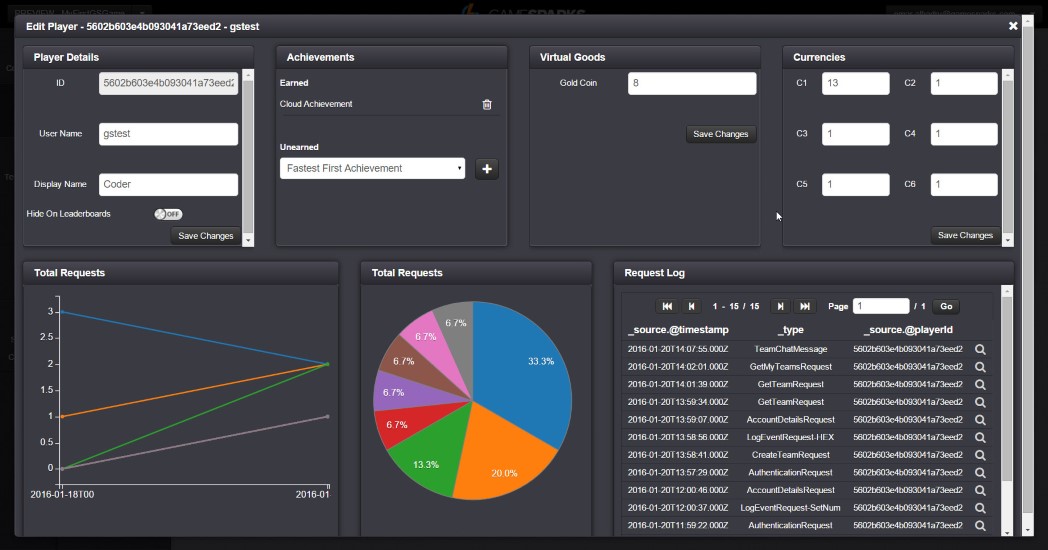 GAMESPARKS
Edit Player - 5602b603e4b093041a73eed2 - gstest
Player Details
ID 5602b603e4b093041a73eed2
User Name gstest
Display Name Coder
Hide On Leaderboards OFF
Save Changes
Achievements
Earned
Cloud Achievement
Unearned
Fastest First Achievement
Virtual Goods
Gold Coin 8
Save Changes
Currencies
C1 13 C2 1
C3 1 C4 1
C5 1 C6 1
Save Changes
Total Requests
3
2.5
2
1.5
1
0.5
0
2016-01-18T00 2016-01-
Total Requests
6.7%
6.7%
33.3%
6.7%
6.7%
6.7%
13.3%
20.0%
Request Log
1 - 15 / 15 Page 1 / 1 Go
_source.@timestamp _type _source.@playerId
2016-01-20T14:07:55.000Z TeamChatMessage 5602b603e4b093041a73eed2
2016-01-20T14:02:01.000Z GetMyTeamsRequest 5602b603e4b093041a73eed2
2016-01-20T14:01:39.000Z GetTeamRequest 5602b603e4b093041a73eed2
2016-01-20T13:59:34.000Z GetTeamRequest 5602b603e4b093041a73eed2
2016-01-20T13:59:07.000Z AccountDetailsRequest 5602b603e4b093041a73eed2
2016-01-20T13:58:56.000Z LogEventRequest-HEX 5602b603e4b093041a73eed2
2016-01-20T13:58:41.000Z CreateTeamRequest 5602b603e4b093041a73eed2
2016-01-20T13:57:29.000Z AuthenticationRequest 5602b603e4b093041a73eed2
2016-01-20T12:00:46.000Z AccountDetailsRequest 5602b603e4b093041a73eed2
2016-01-20T12:00:37.000Z LogEventRequest-SetNum 5602b603e4b093041a73eed2
2016-01-20T11:59:22.000Z AuthenticationRequest 5602b603e4b093041a73eed2